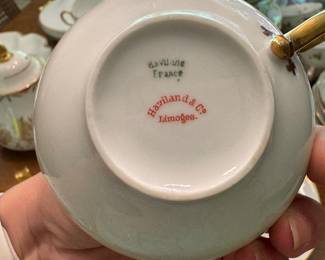 Haviland
France
Haviland & Co
Limoges.